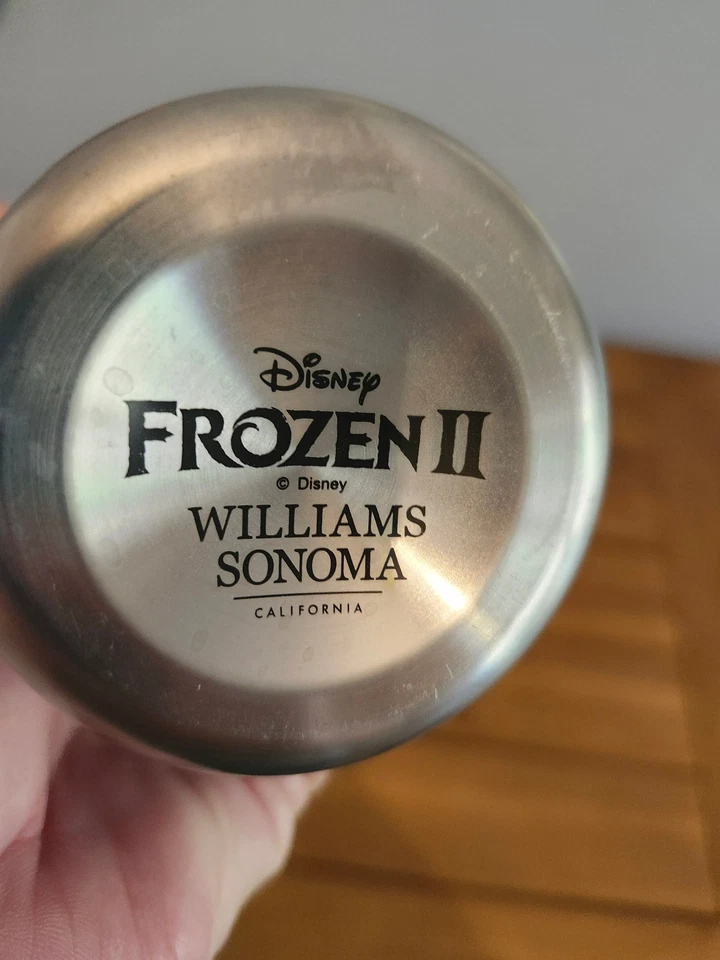 Disney
FROZEN II
© Disney
WILLIAMS
SONOMA
CALIFORNIA